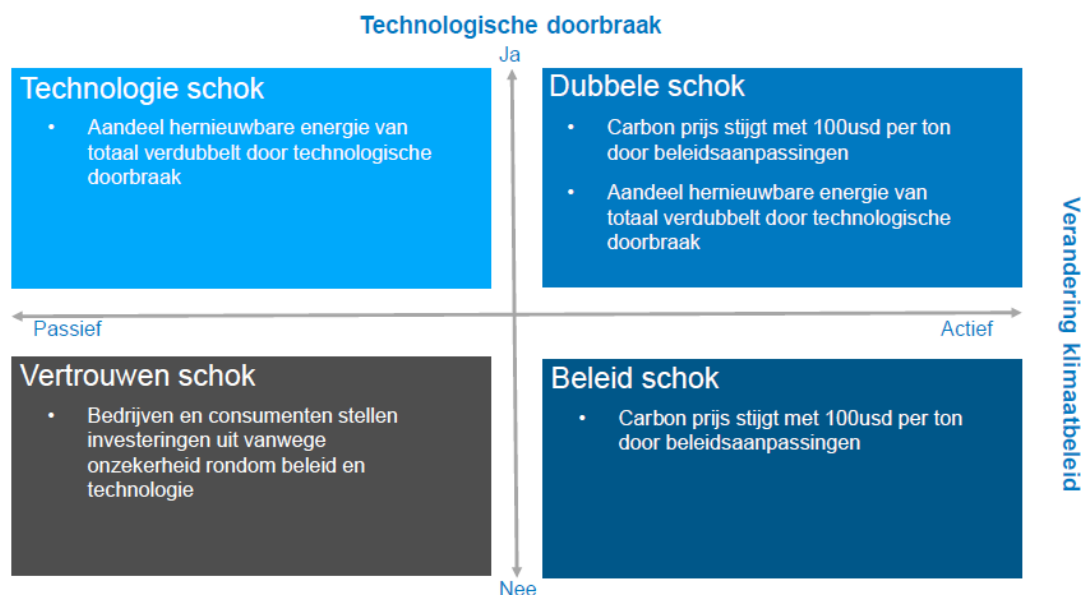 Technologische doorbraak
Ja
Technologie schok
• Aandeel hernieuwbare energie van
totaal verdubbelt door technologische
doorbraak
Dubbele schok
• Carbon prijs stijgt met 100usd per ton
door beleidsaanpassingen
• Aandeel hernieuwbare energie van
totaal verdubbelt door technologische
doorbraak
Verandering klimaatbeleid
Passief
Actief
Vertrouwen schok
• Bedrijven en consumenten stellen
investeringen uit vanwege
onzekerheid rondom beleid en
technologie
Beleid schok
• Carbon prijs stijgt met 100usd per ton
door beleidsaanpassingen
Nee